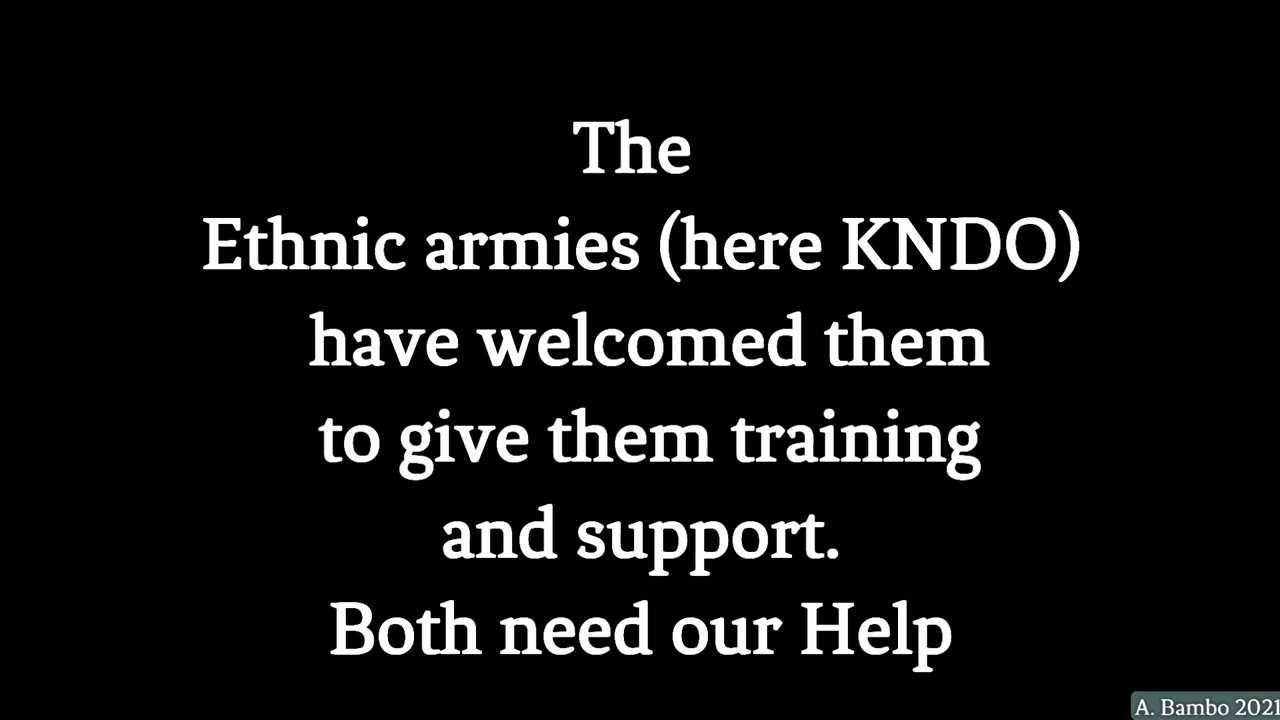 The
Ethnic armies (here KNDO)
have welcomed them
to give them training
and support.
Both need our Help
A. Bambo 2021